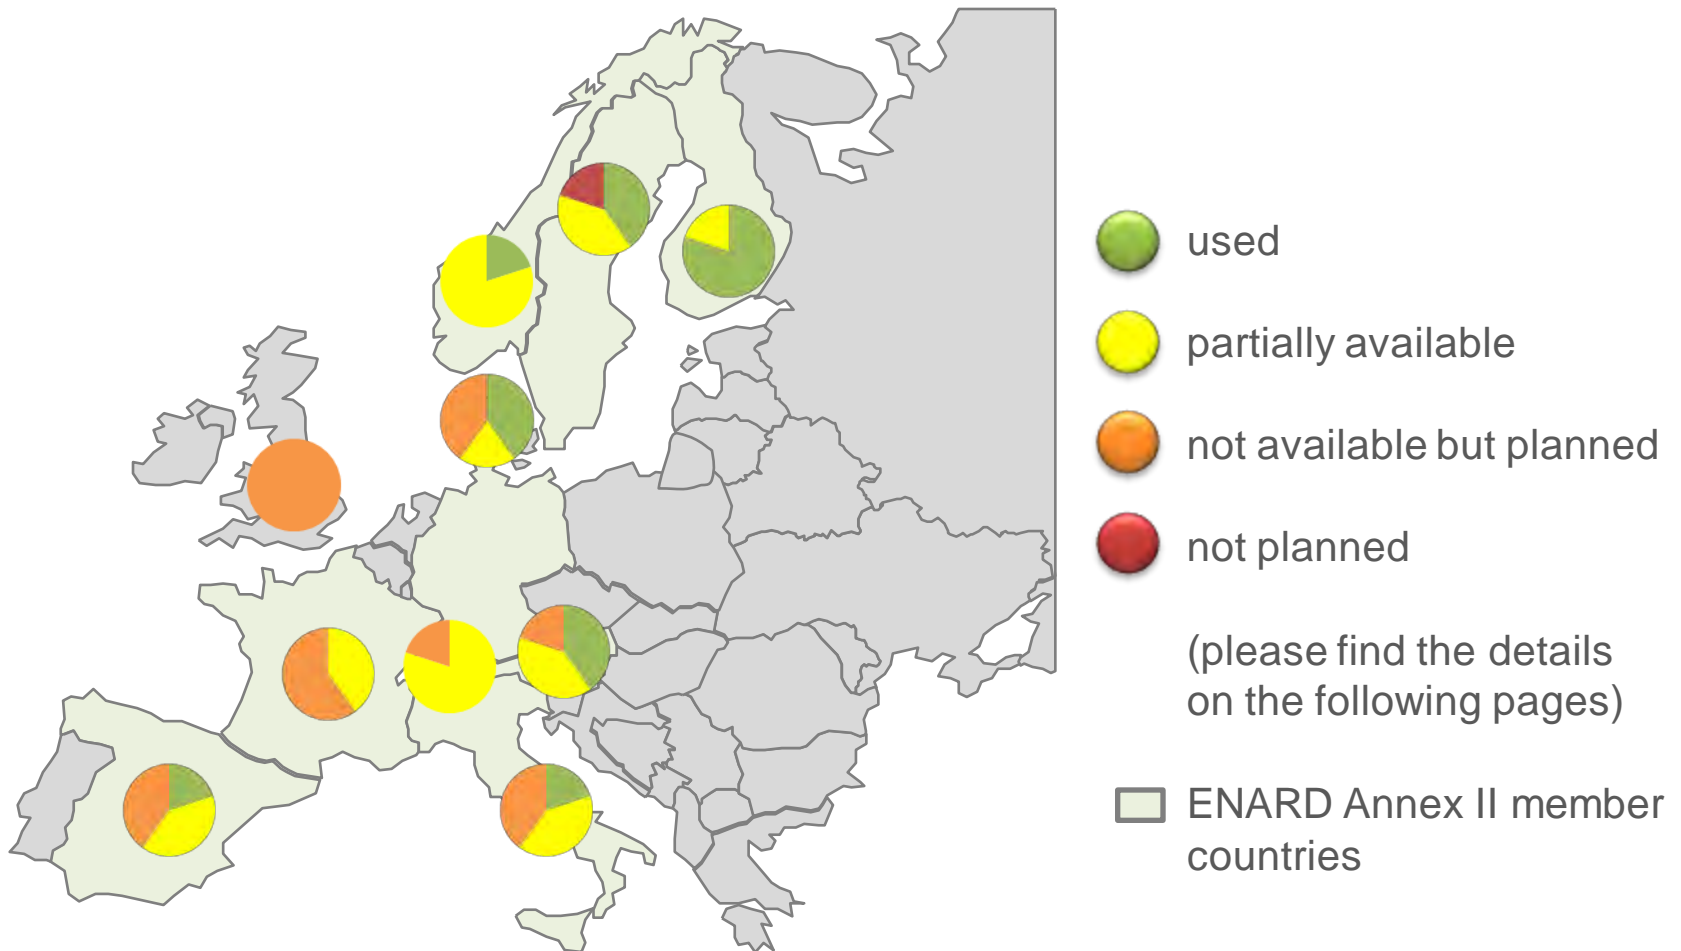 used
partially available
not available but planned
not planned
(please find the details
on the following pages)
ENARD Annex II member
countries